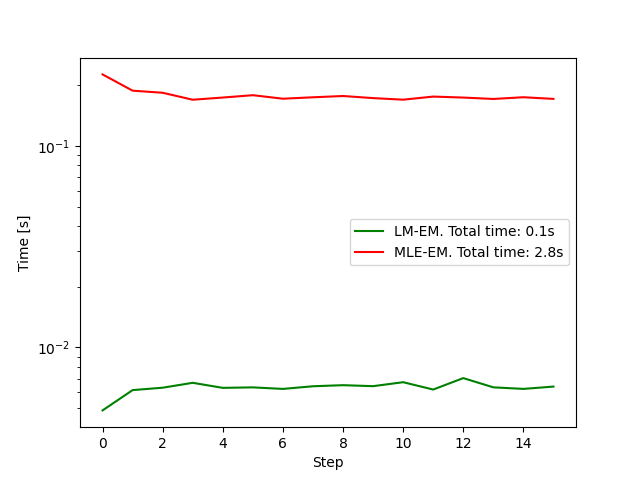 10⁻¹
10⁻²
Time [s]
LM-EM. Total time: 0.1s
MLE-EM. Total time: 2.8s
0 2 4 6 8 10 12 14
Step